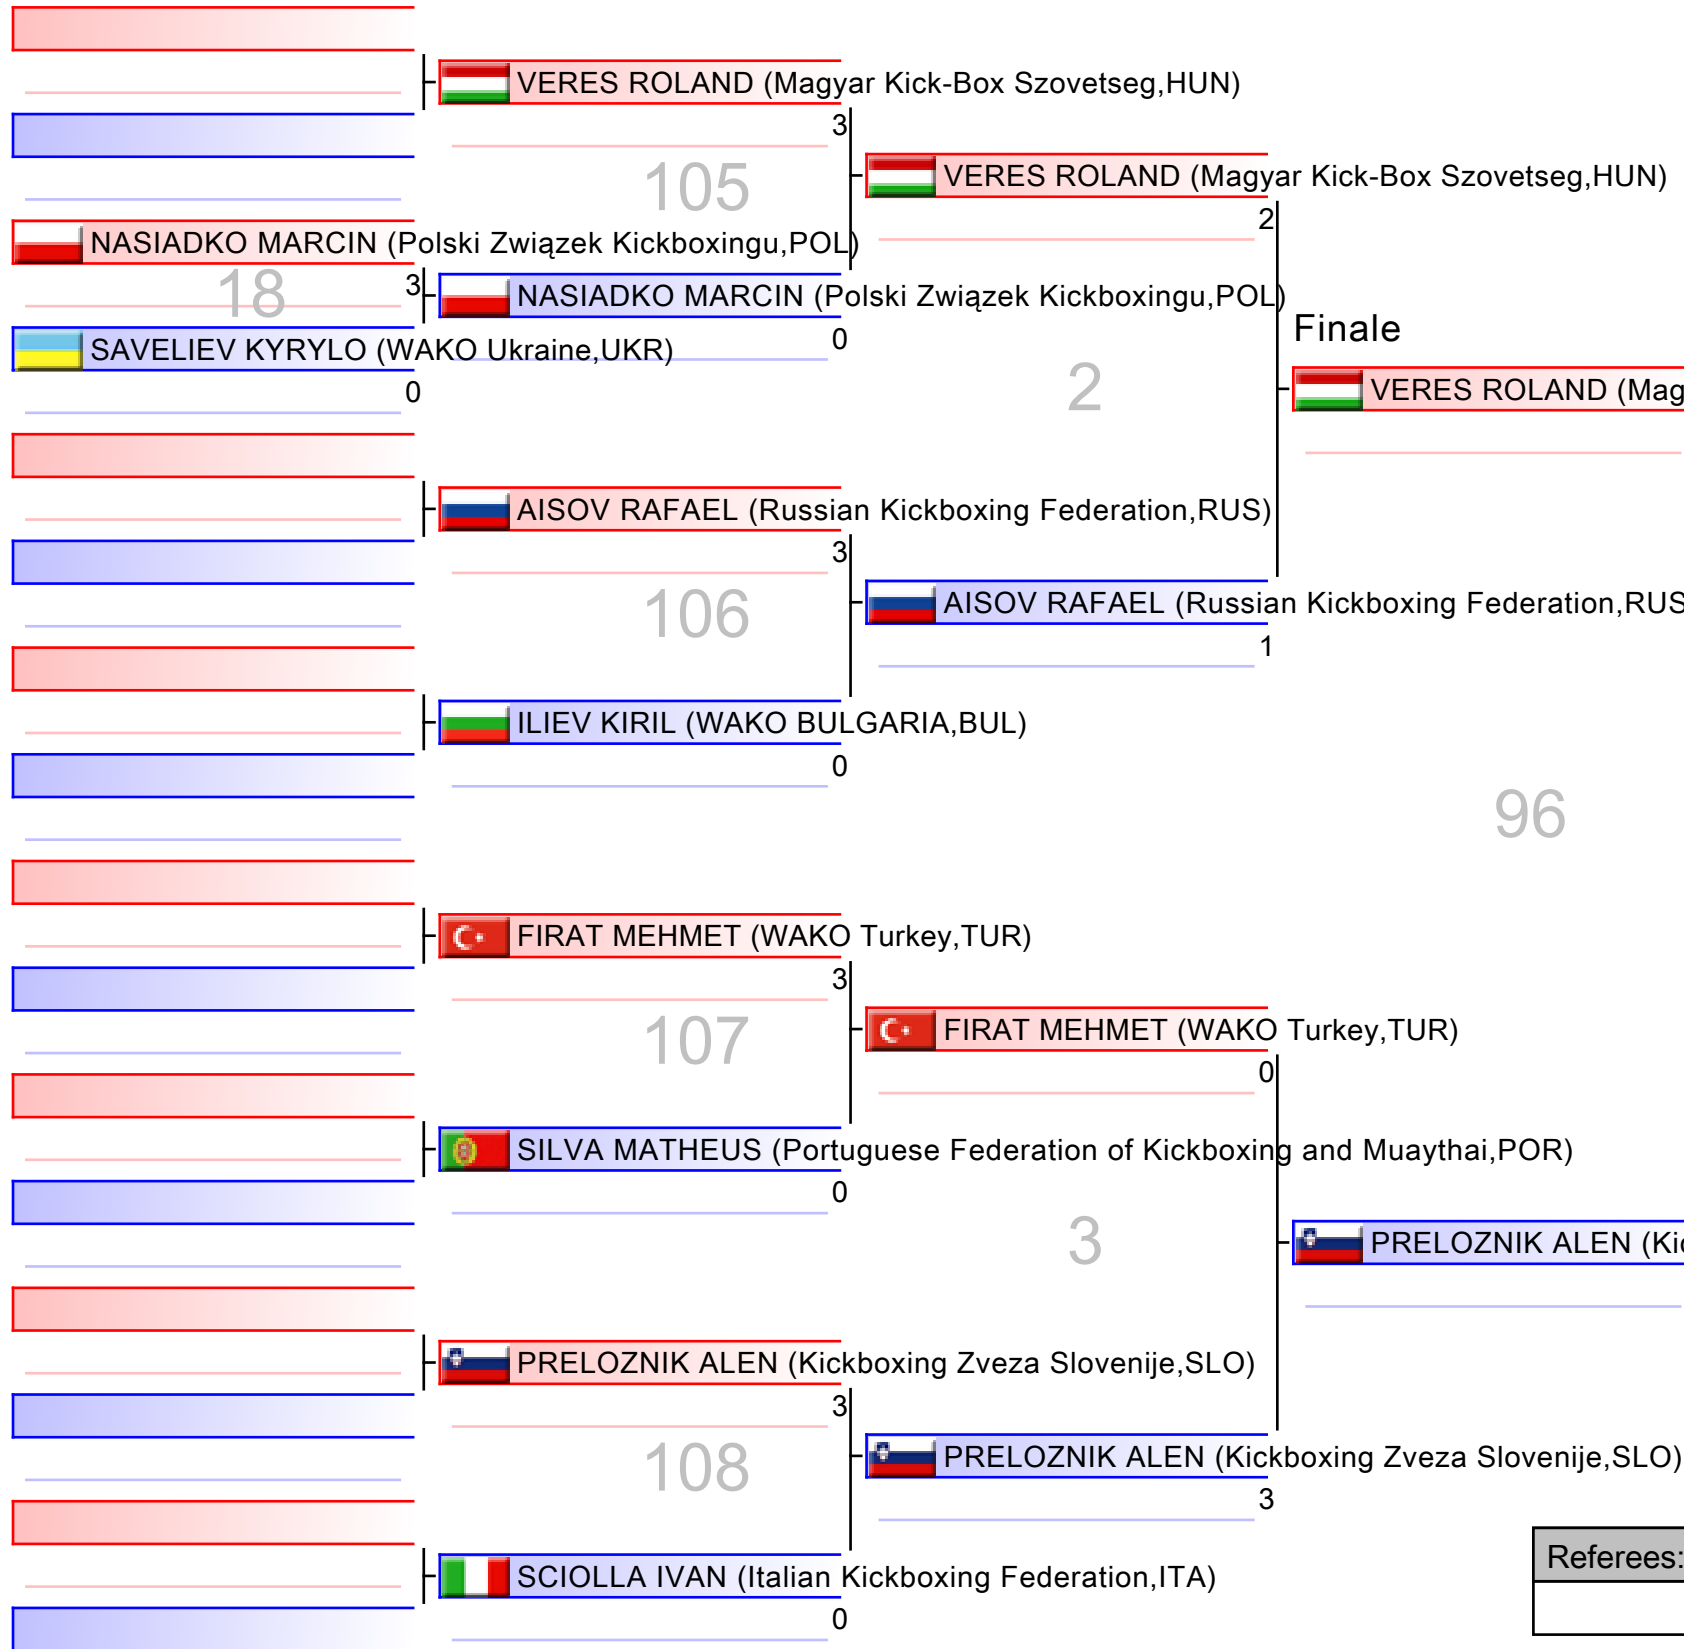 VERES ROLAND (Magyar Kick-Box Szovetseg,HUN)
3
105
VERES ROLAND (Magyar Kick-Box Szovetseg,HUN)
2
NASIADKO MARCIN (Polski Związek Kickboxingu,POL)
3
18
NASIADKO MARCIN (Polski Związek Kickboxingu,POL)
0
SAVELIEV KYRYLO (WAKO Ukraine,UKR)
0
2
Finale
VERES ROLAND (Mag
AISOV RAFAEL (Russian Kickboxing Federation,RUS)
3
106
AISOV RAFAEL (Russian Kickboxing Federation,RUS
1
ILIEV KIRIL (WAKO BULGARIA,BUL)
0
96
FIRAT MEHMET (WAKO Turkey,TUR)
3
107
FIRAT MEHMET (WAKO Turkey,TUR)
0
SILVA MATHEUS (Portuguese Federation of Kickboxing and Muaythai,POR)
0
3
PRELOZNIK ALEN (Kic
PRELOZNIK ALEN (Kickboxing Zveza Slovenije,SLO)
3
108
PRELOZNIK ALEN (Kickboxing Zveza Slovenije,SLO)
3
SCIOLLA IVAN (Italian Kickboxing Federation,ITA)
0
Referees: